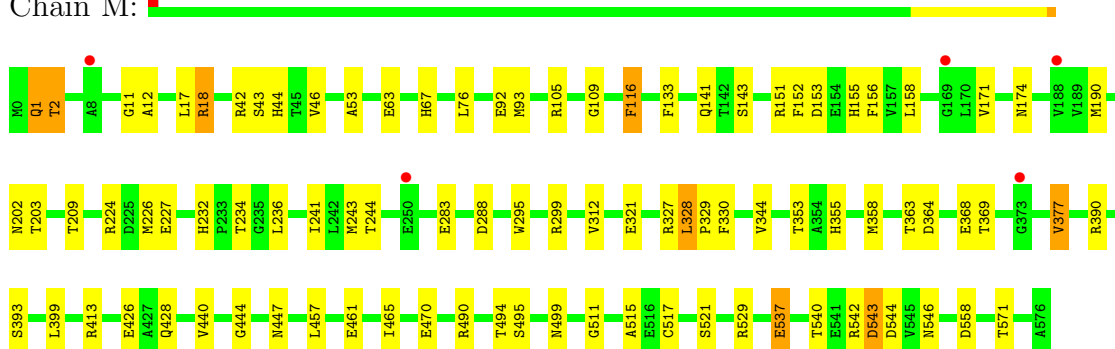 Chain M:
M0 Q1 T2 A8 G11 A12 L17 R18 R42 S43 H44 T45 V46 A53 E63 H67 L76 E92 M93 R105 G109 F116 F133 Q141 T142 S143 R151 F152 D153 E154 H155 F156 V157 L158 G169 L170 V171 N174 V188 V189 M190
N202 T203 T209 R224 D225 M226 E227 H232 P233 T234 G235 L236 I241 L242 M243 T244 E250 E283 D288 W295 R299 V312 E321 R327 L328 P329 F330 V344 T353 A354 H355 M358 T363 D364 E368 T369 G373 V377 R390
S393 L399 R413 E426 A427 Q428 V440 G444 N447 L457 E461 I465 E470 R490 T494 S495 N499 G511 A515 E516 C517 S521 R529 E537 T540 E541 R542 D543 D544 V545 N546 D558 T571 A576